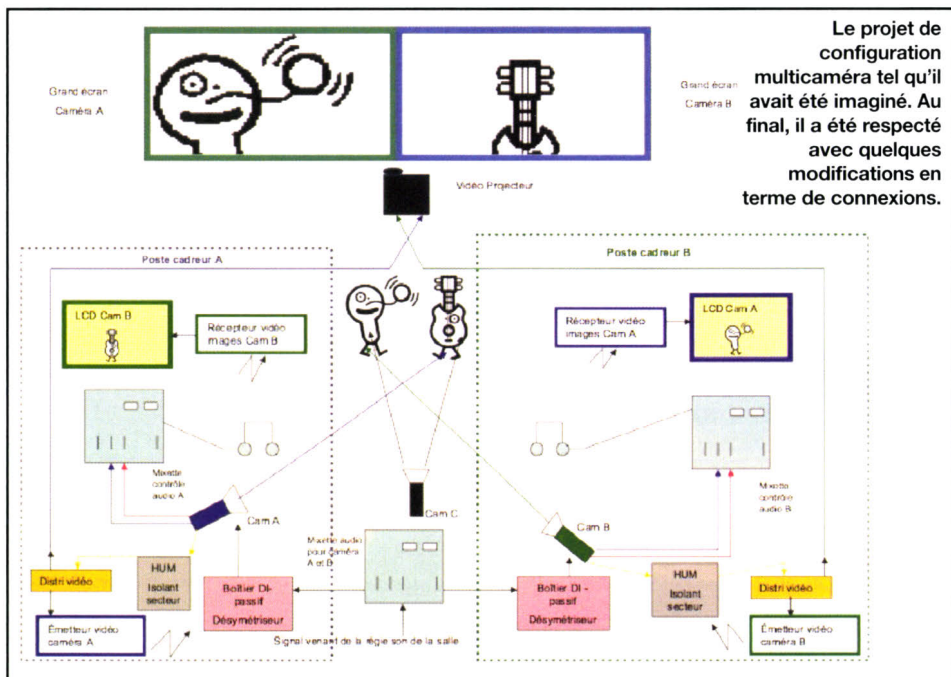 Le projet de
configuration
multicaméra tel qu'il
avait été imaginé. Au
final, il a été respecté
avec quelques
modifications en
terme de connexions.
Grand écran
Caméra A
Grand écran
Caméra B
Vidéo Projecteur
Poste cadreur A
Poste cadreur B
LCD Cam B
Récepteur vidéo
images Cam B
Récepteur vidéo
images Cam A
LCD Cam A
Mixette
contrôle
audio A
Cam A
Cam C
Cam B
Mixette
contrôle
audio B
Mixette audio
pour caméra
A et B
Distri vidéo
HUM
Isolant
secteur
Boîtier DI-
passif
Désymétriseur
Boîtier DI -
passif
Désymétriseur
HUM
Isolant
secteur
Distri vidéo
Émetteur vidéo
caméra A
Signal venant de la régie son de la salle
Émetteur vidéo
caméra B